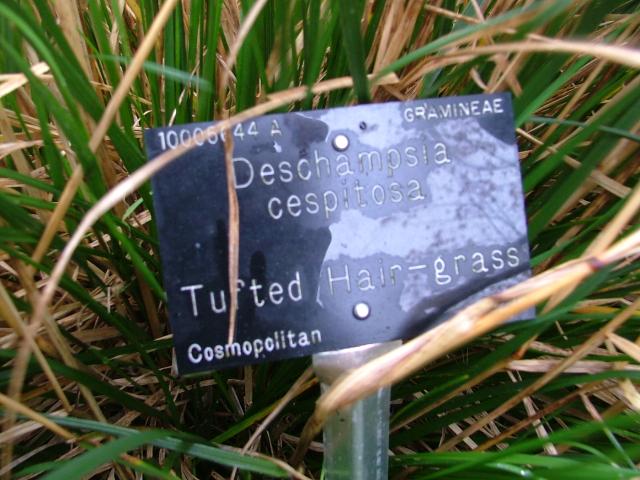 GRAMINEAE
Deschampsia
cespitosa
Tufted Hair-grass
Cosmopolitan